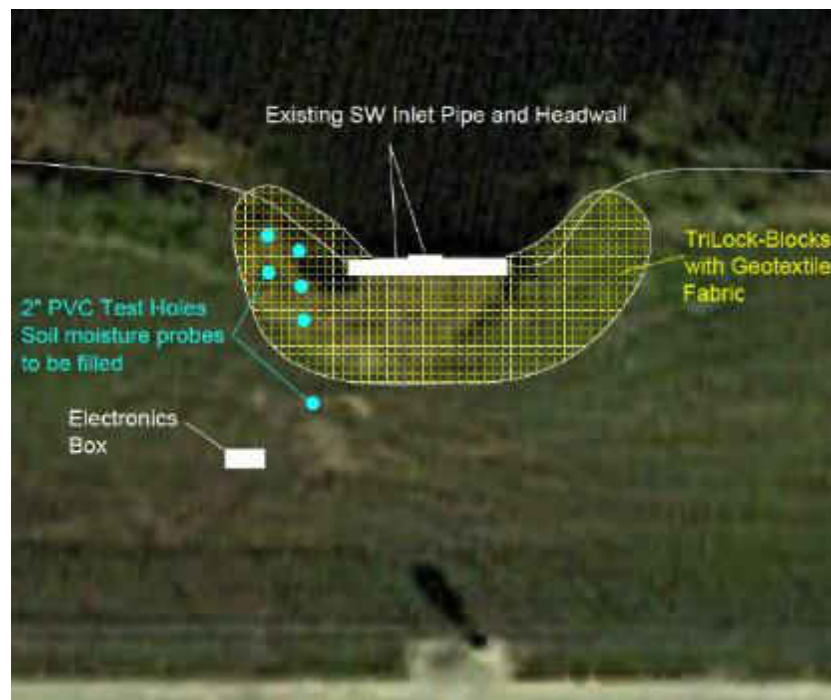 Existing SW Inlet Pipe and Headwall
TriLock-Blocks
with Geotextile
Fabric
2" PVC Test Holes
Soil moisture probes
to be filled
Electronics
Box